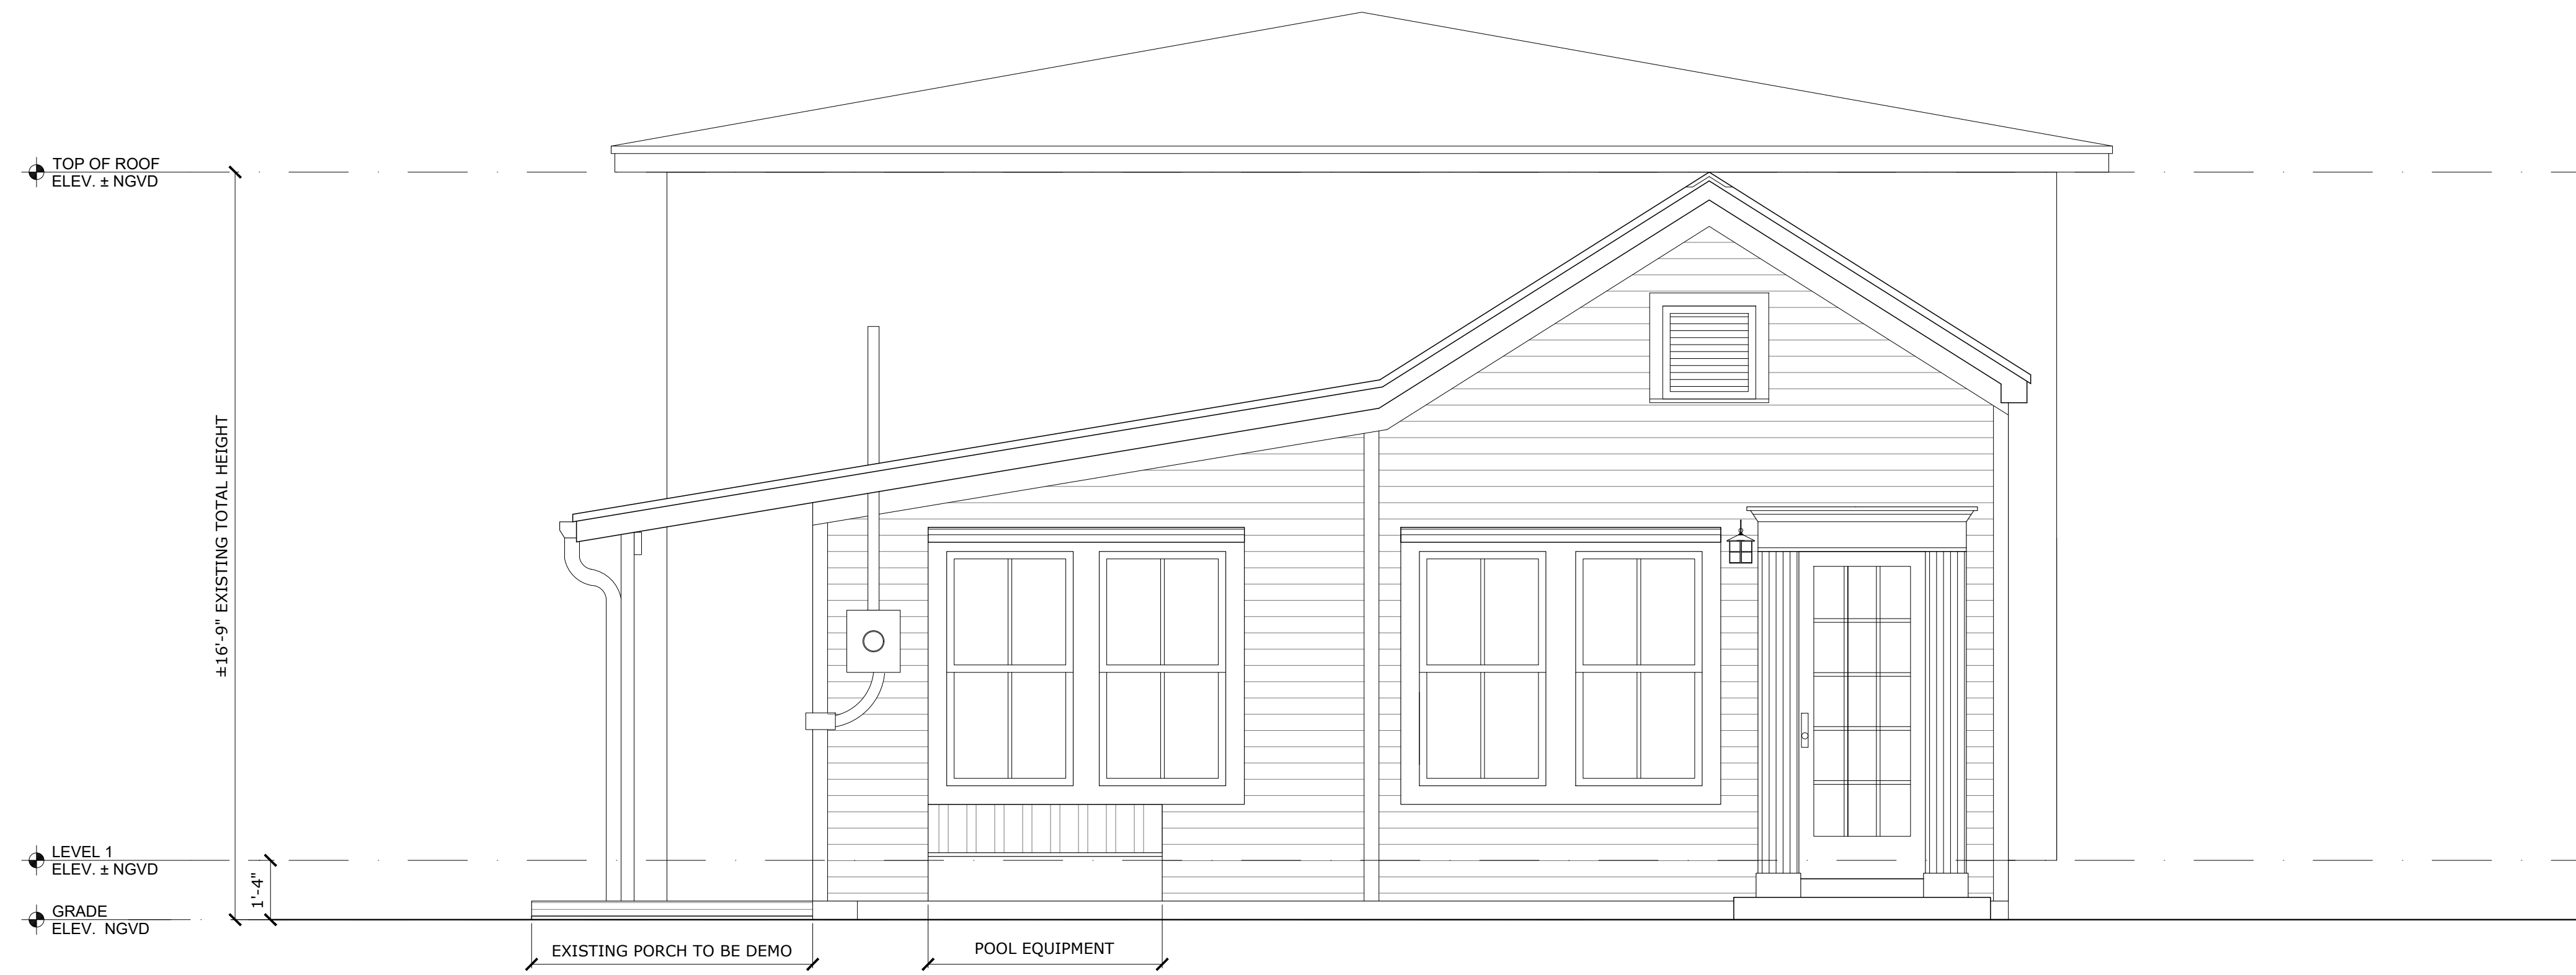 TOP OF ROOF
ELEV. ± NGVD
±16'-9" EXISTING TOTAL HEIGHT
LEVEL 1
ELEV. ± NGVD
1'-4"
GRADE
ELEV. NGVD
EXISTING PORCH TO BE DEMO
POOL EQUIPMENT